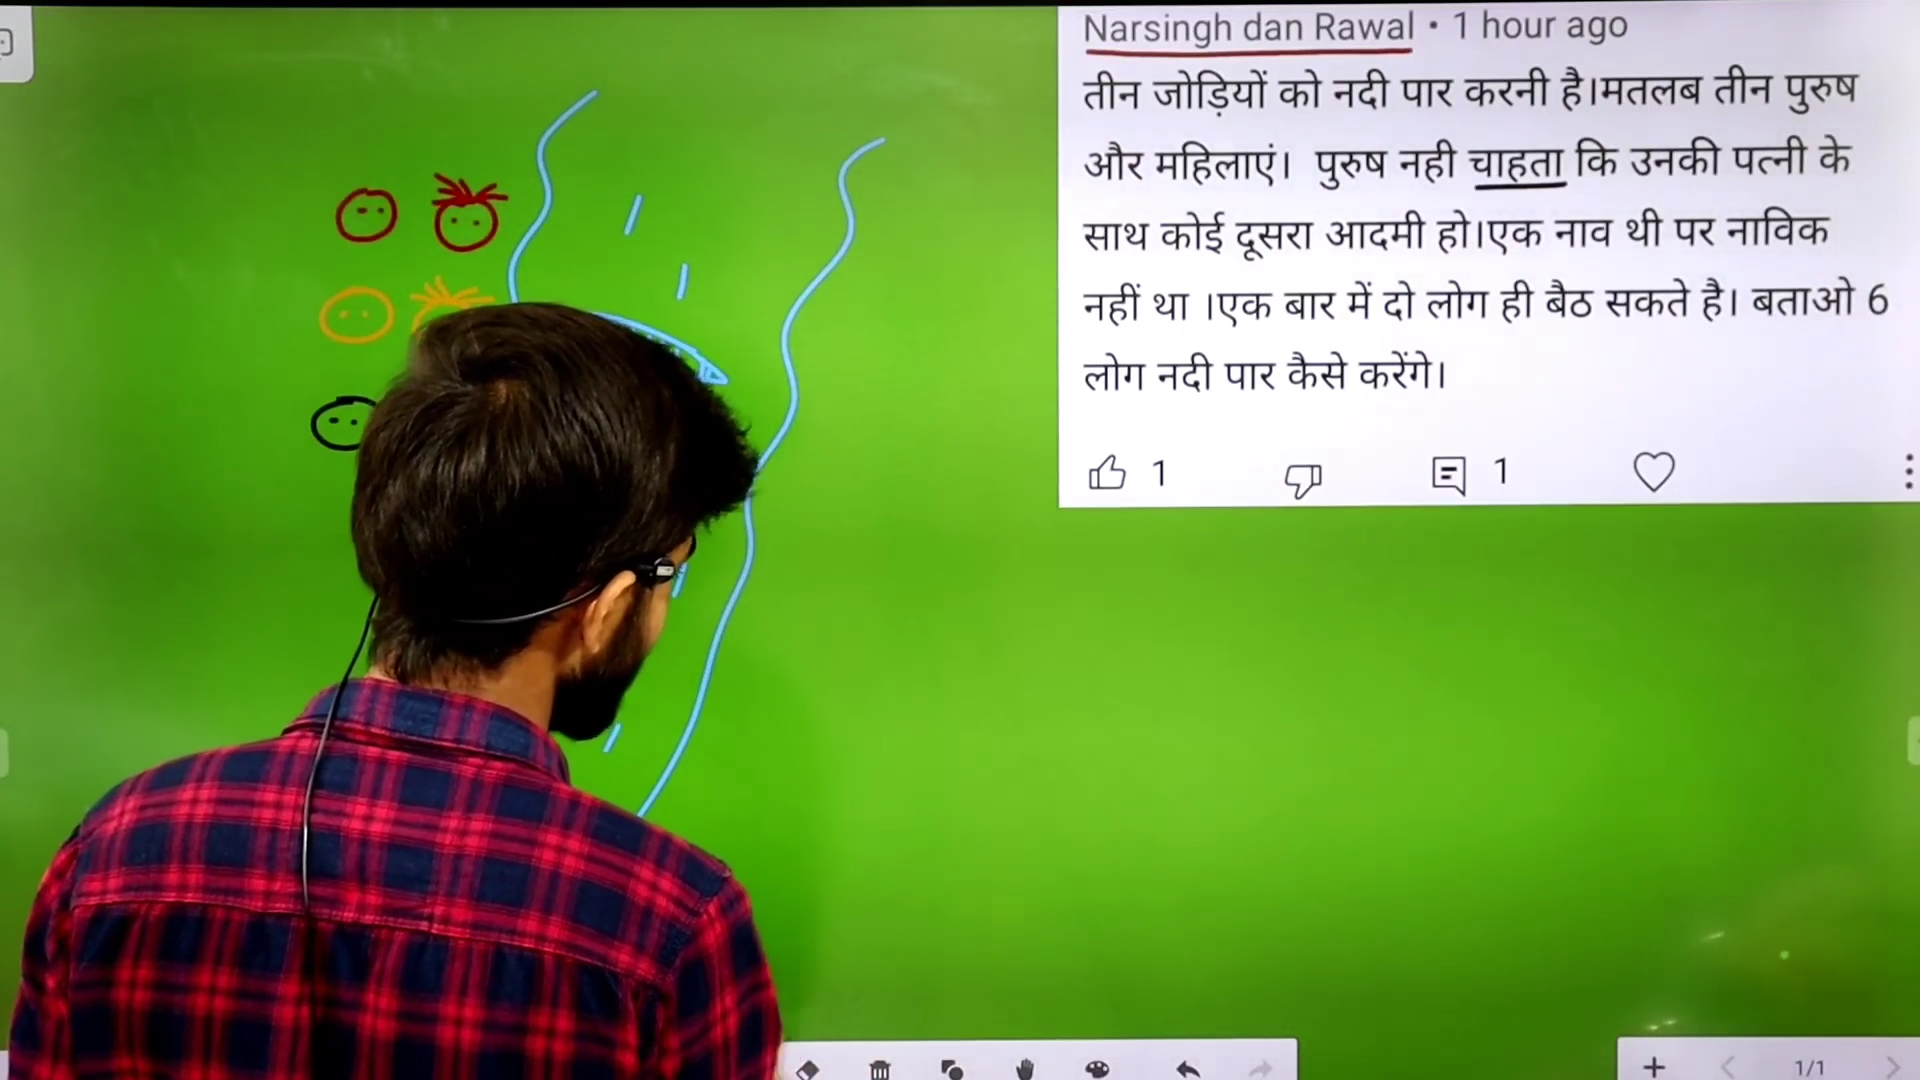 Narsingh dan Rawal • 1 hour ago
तीन जोड़ियों को नदी पार करनी है।मतलब तीन पुरुष
और महिलाएं। पुरुष नही चाहता कि उनकी पत्नी के
साथ कोई दूसरा आदमी हो।एक नाव थी पर नाविक
नहीं था ।एक बार में दो लोग ही बैठ सकते है। बताओ 6
लोग नदी पार कैसे करेंगे।
1 1
1/1